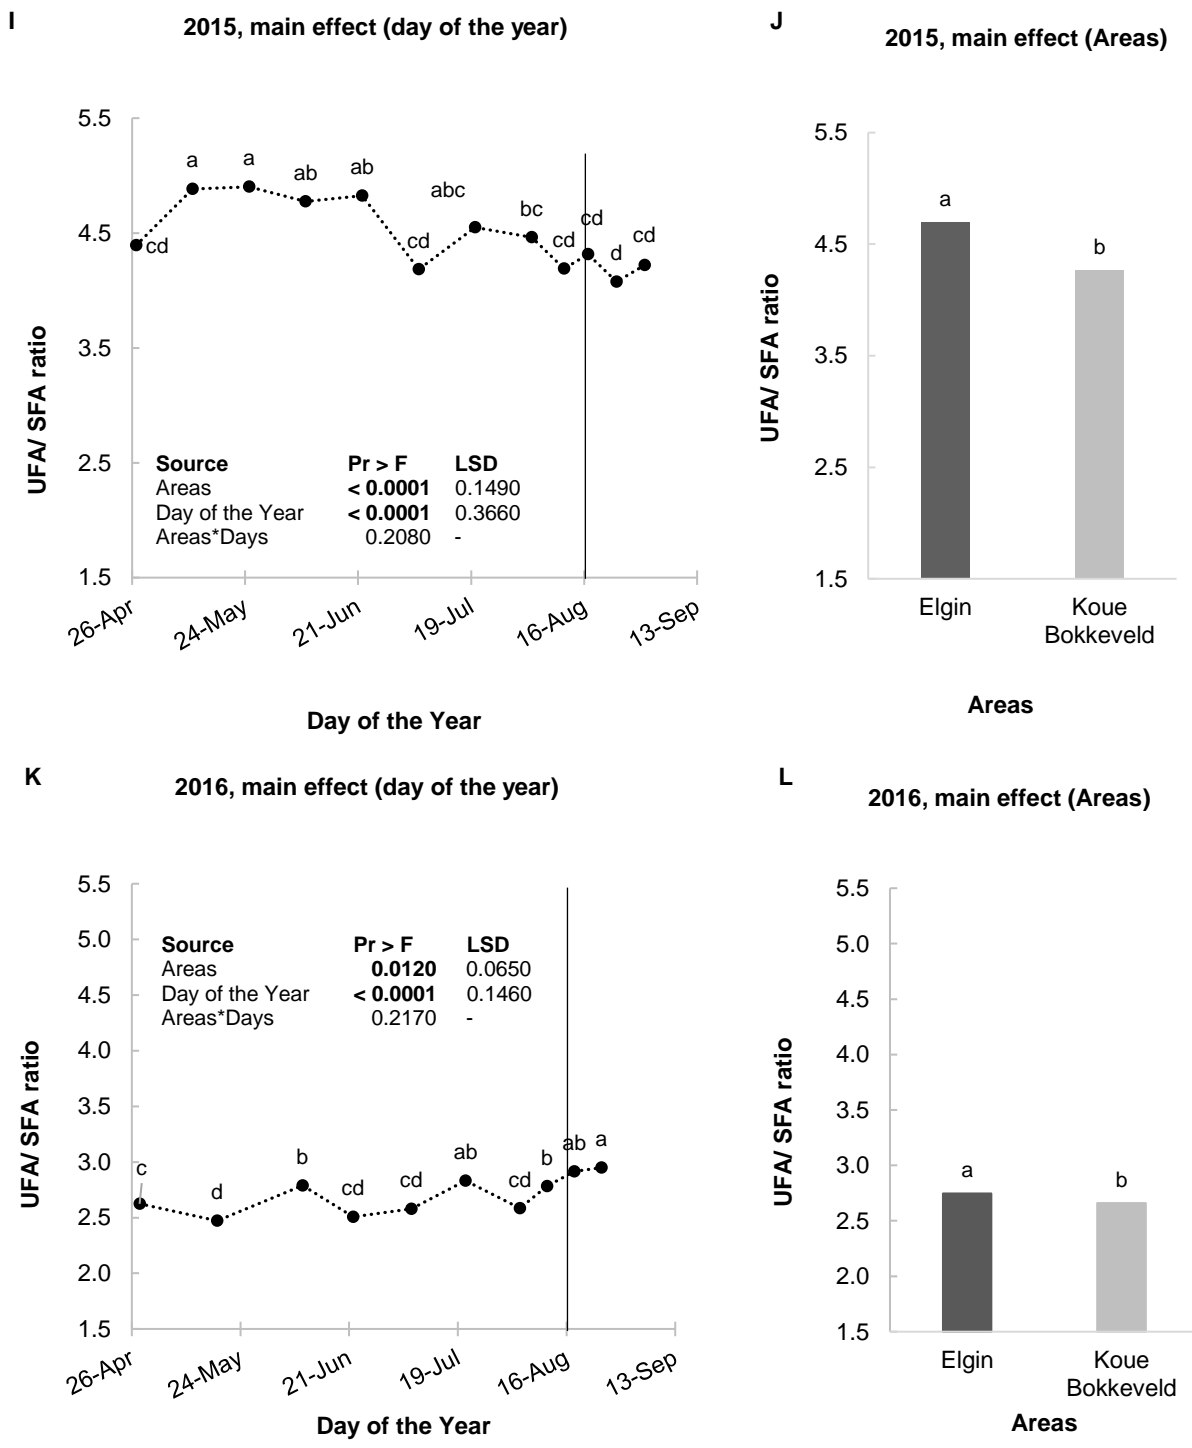 I
2015, main effect (day of the year)
5.5
4.5
3.5
2.5
1.5
UFA/ SFA ratio
cd
a
a
ab
ab
cd
abc
bc
cd
cd
d
cd
Source Pr > F LSD
Areas < 0.0001 0.1490
Day of the Year < 0.0001 0.3660
Areas*Days 0.2080 -
26-Apr
24-May
21-Jun
19-Jul
16-Aug
13-Sep
Day of the Year
J
2015, main effect (Areas)
5.5
4.5
3.5
2.5
1.5
UFA/ SFA ratio
a
b
Elgin
Koue
Bokkeveld
Areas
K
2016, main effect (day of the year)
5.5
5.0
4.5
4.0
3.5
3.0
2.5
2.0
1.5
UFA/ SFA ratio
Source Pr > F LSD
Areas 0.0120 0.0650
Day of the Year < 0.0001 0.1460
Areas*Days 0.2170 -
c
d
b
cd
cd
ab
cd
b
ab
a
26-Apr
24-May
21-Jun
19-Jul
16-Aug
13-Sep
Day of the Year
L
2016, main effect (Areas)
5.5
5.0
4.5
4.0
3.5
3.0
2.5
2.0
1.5
UFA/ SFA ratio
a
b
Elgin
Koue
Bokkeveld
Areas